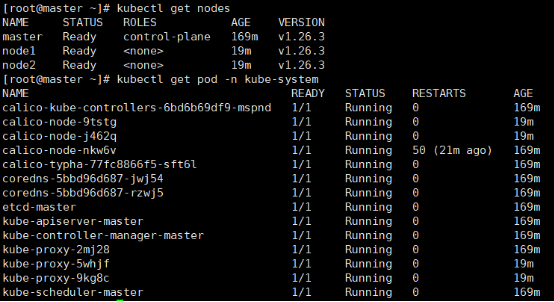 [root@master ~]# kubectl get nodes
NAME     STATUS   ROLES           AGE    VERSION
master   Ready    control-plane   169m   v1.26.3
node1    Ready    <none>          19m    v1.26.3
node2    Ready    <none>          19m    v1.26.3
[root@master ~]# kubectl get pod -n kube-system
NAME                                       READY   STATUS    RESTARTS       AGE
calico-kube-controllers-6bd6b69df9-mspnd   1/1     Running   0              169m
calico-node-9tstg                          1/1     Running   0              19m
calico-node-j462q                          1/1     Running   0              19m
calico-node-nkw6v                          1/1     Running   50 (21m ago)   169m
calico-typha-77fc8866f5-sft6l              1/1     Running   0              169m
coredns-5bbd96d687-jwj54                   1/1     Running   0              169m
coredns-5bbd96d687-rzwj5                   1/1     Running   0              169m
etcd-master                                1/1     Running   0              169m
kube-apiserver-master                      1/1     Running   0              169m
kube-controller-manager-master             1/1     Running   0              169m
kube-proxy-2mj28                           1/1     Running   0              169m
kube-proxy-5whjf                           1/1     Running   0              19m
kube-proxy-9kg8c                           1/1     Running   0              19m
kube-scheduler-master                      1/1     Running   0              169m